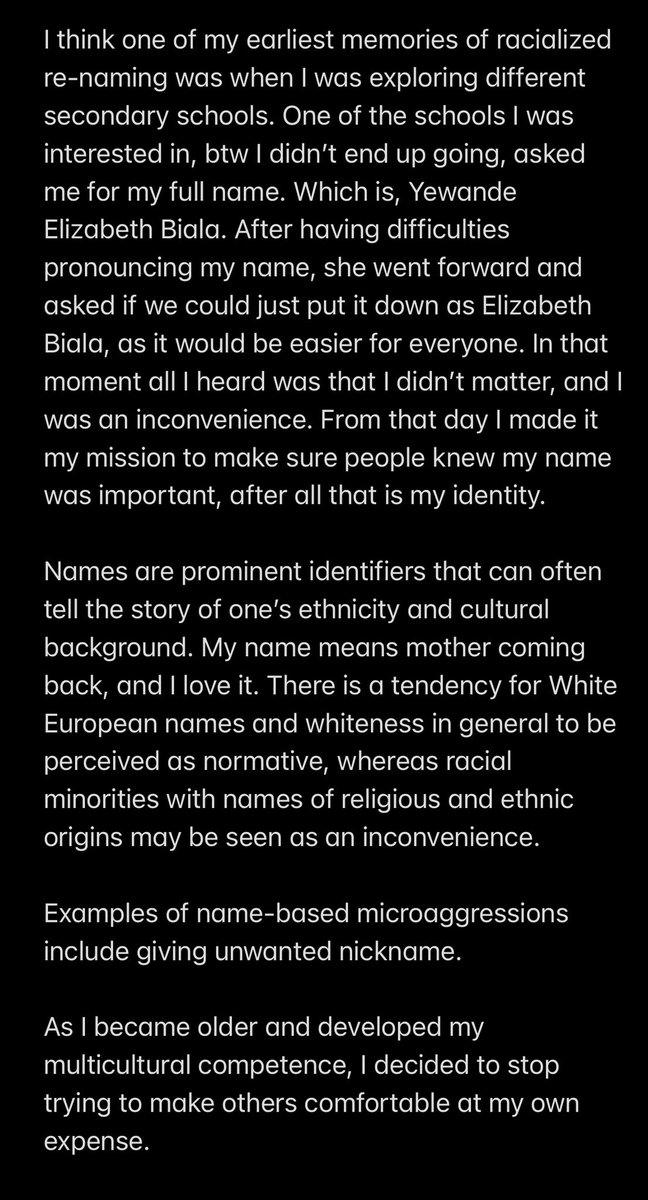 I think one of my earliest memories of racialized
re-naming was when I was exploring different
secondary schools. One of the schools I was
interested in, btw I didn’t end up going, asked
me for my full name. Which is, Yewande
Elizabeth Biala. After having difficulties
pronouncing my name, she went forward and
asked if we could just put it down as Elizabeth
Biala, as it would be easier for everyone. In that
moment all I heard was that I didn’t matter, and I
was an inconvenience. From that day I made it
my mission to make sure people knew my name
was important, after all that is my identity.
Names are prominent identifiers that can often
tell the story of one’s ethnicity and cultural
background. My name means mother coming
back, and I love it. There is a tendency for White
European names and whiteness in general to be
perceived as normative, whereas racial
minorities with names of religious and ethnic
origins may be seen as an inconvenience.
Examples of name-based microaggressions
include giving unwanted nickname.
As I became older and developed my
multicultural competence, I decided to stop
trying to make others comfortable at my own
expense.